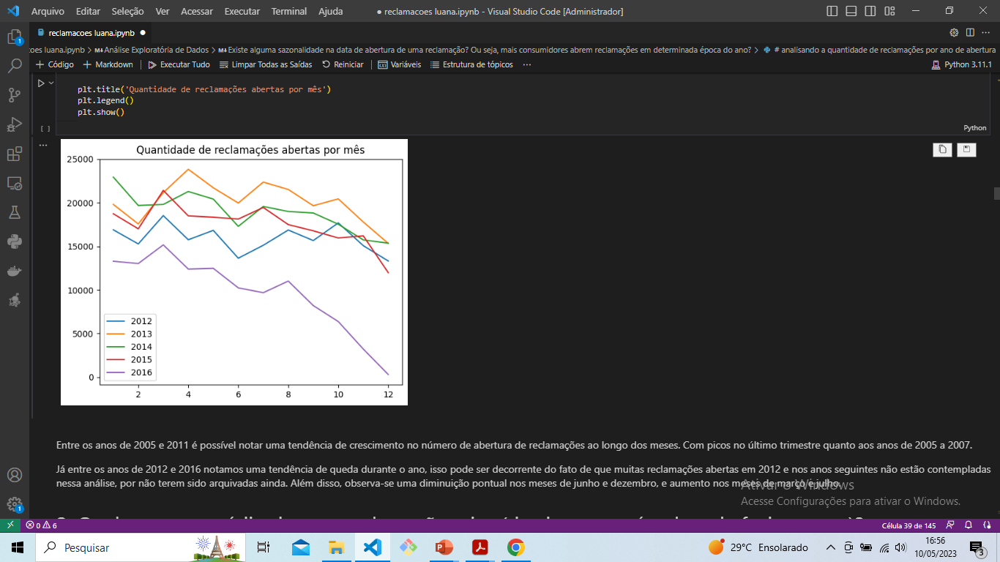 Arquivo Editar Seleção Ver Acessar Executar Terminal Ajuda
● reclamacoes luana.ipynb - Visual Studio Code [Administrador]
reclamacoes luana.ipynb ●
oes luana.ipynb > M↓Análise Exploratória de Dados > M↓Existe alguma sazonalidade na data de abertura de uma reclamação? Ou seja, mais consumidores abrem reclamações em determinada época do ano? > # analisando a quantidade de reclamações por ano de abertura
+ Código + Markdown | Executar Tudo Limpar Todas as Saídas Reiniciar | Variáveis Estrutura de tópicos ... Python 3.11.1
plt.title('Quantidade de reclamações abertas por mês')
plt.legend()
plt.show()
[ ]
Python
...
Quantidade de reclamações abertas por mês
25000
20000
15000
10000
5000
0
2012
2013
2014
2015
2016
2 4 6 8 10 12
Entre os anos de 2005 e 2011 é possível notar uma tendência de crescimento no número de abertura de reclamações ao longo dos meses. Com picos no último trimestre quanto aos anos de 2005 a 2007.
Já entre os anos de 2012 e 2016 notamos uma tendência de queda durante o ano, isso pode ser decorrente do fato de que muitas reclamações abertas em 2012 e nos anos seguintes não estão contempladas
nessa análise, por não terem sido arquivadas ainda. Além disso, observa-se uma diminuição pontual nos meses de junho e dezembro, e aumento nos meses de março e julho.
Ativar o Windows
Acesse Configurações para ativar o Windows.
1
1
0 6
Célula 39 de 145
Pesquisar
29°C Ensolarado
16:56
10/05/2023
3